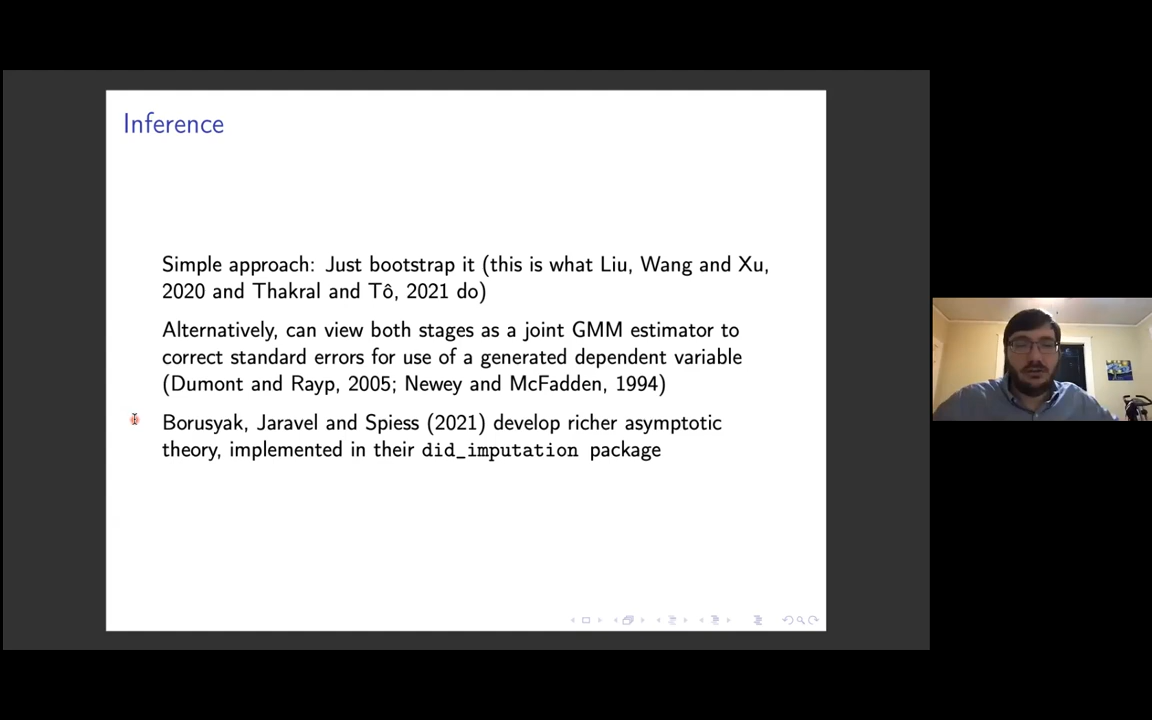 Inference
Simple approach: Just bootstrap it (this is what Liu, Wang and Xu,
2020 and Thakral and Tô, 2021 do)
Alternatively, can view both stages as a joint GMM estimator to
correct standard errors for use of a generated dependent variable
(Dumont and Rayp, 2005; Newey and McFadden, 1994)
Borusyak, Jaravel and Spiess (2021) develop richer asymptotic
theory, implemented in their did_imputation package